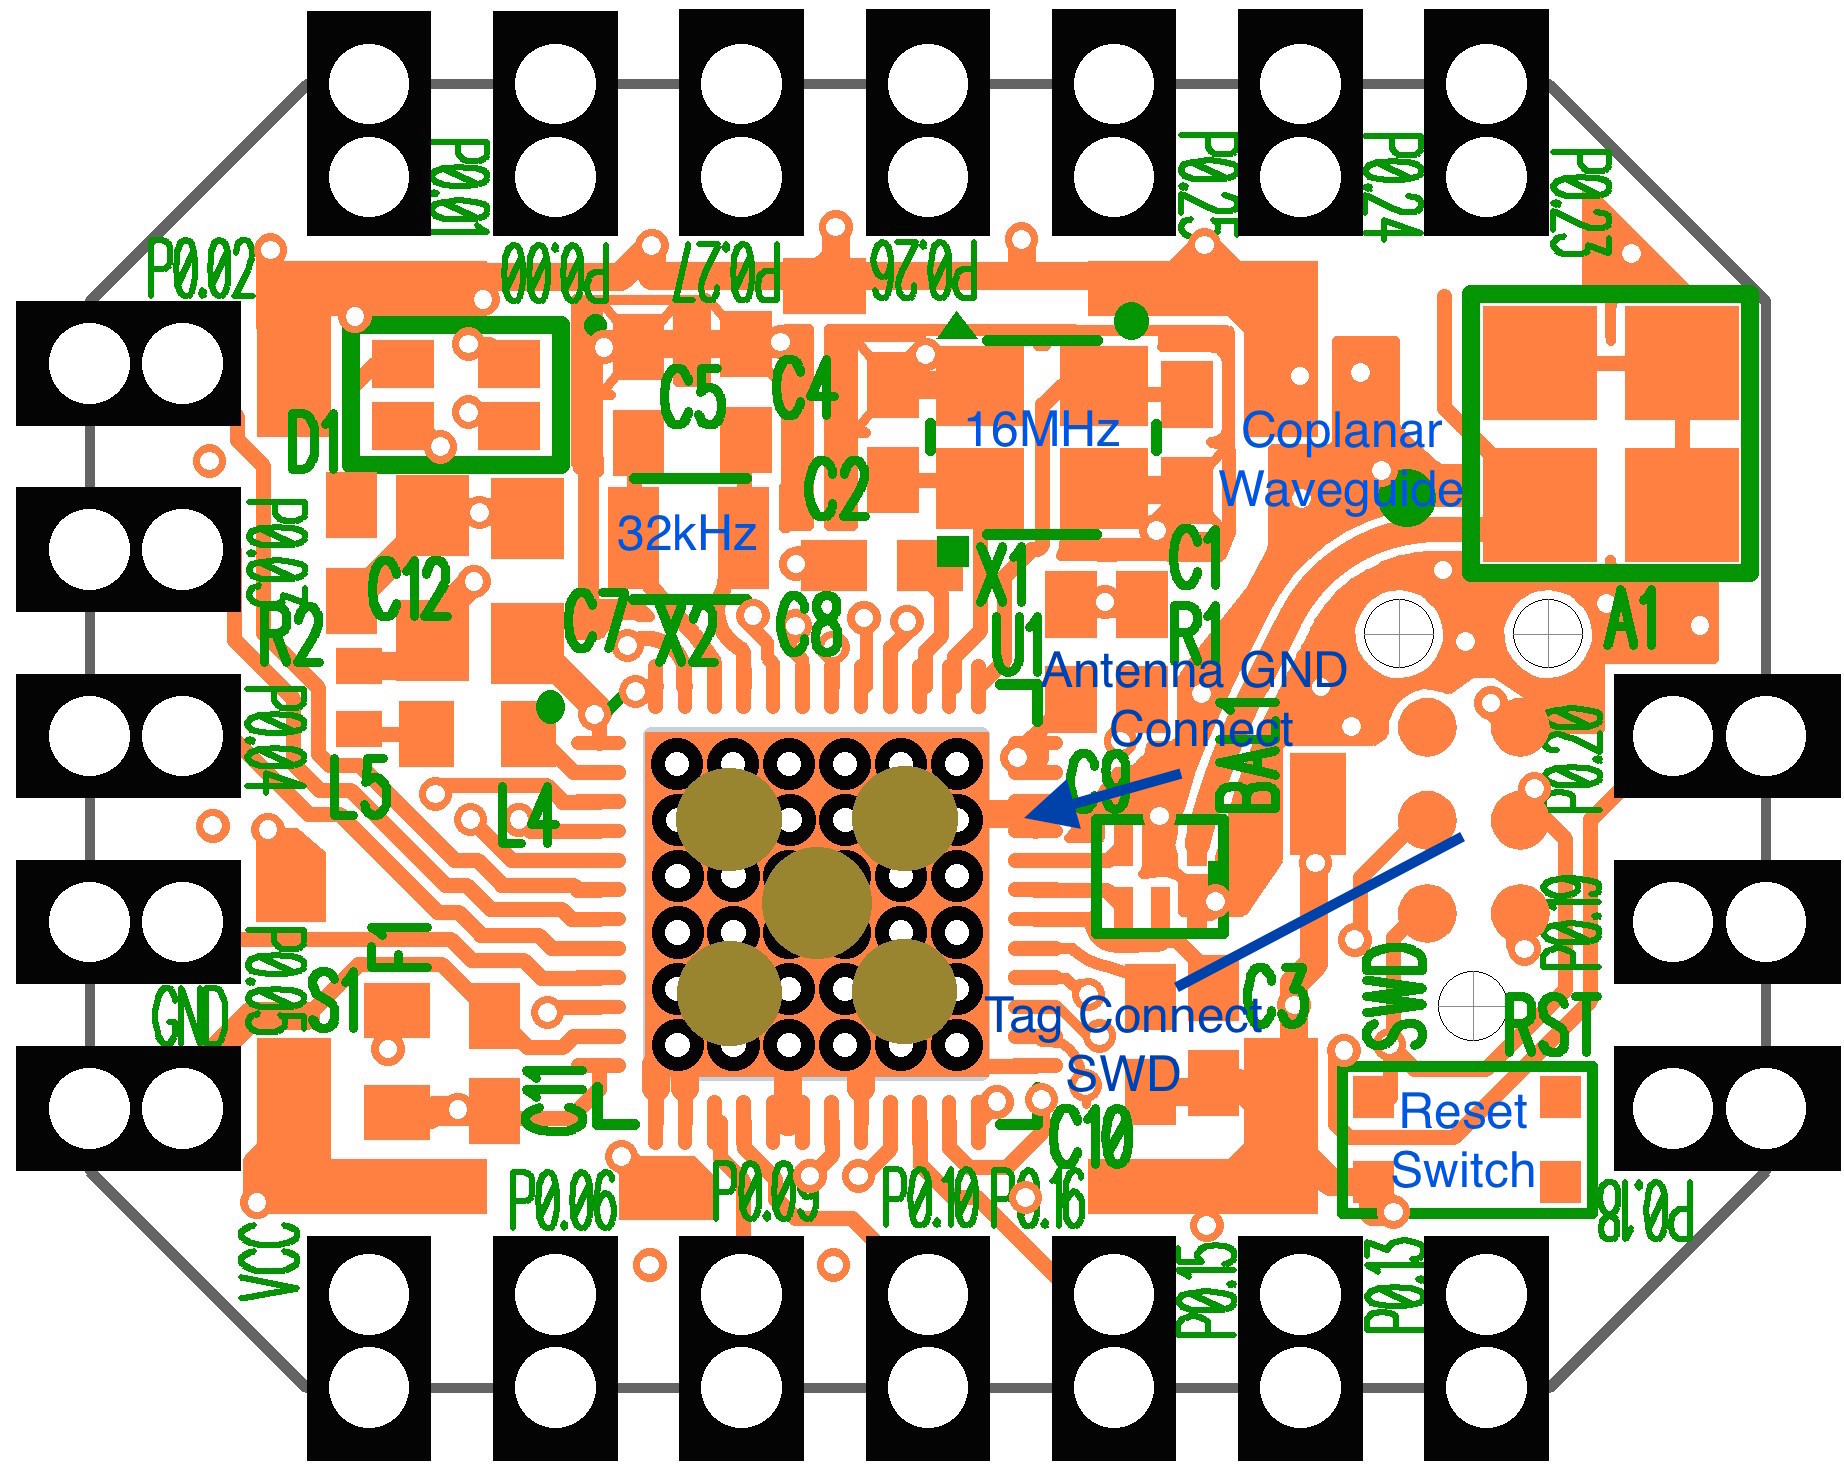 P0.01
P0.25
P0.24
P0.23
P0.02
P0.00
P0.27
P0.26
D1
C5
C4
16MHz
Coplanar
Waveguide
C2
32kHz
P0.03
C12
R2
C7
X2
C8
X1
U1
C1
R1
A1
Antenna GND
Connect
P0.04
L5
L4
C9
BAL1
P0.20
P0.05
F1
S1
GND
C11
Tag Connect
SWD
C3
SWD
P0.19
RST
C10
Reset
Switch
P0.06
P0.09
P0.10
P0.16
P0.18
VCC
P0.15
P0.13